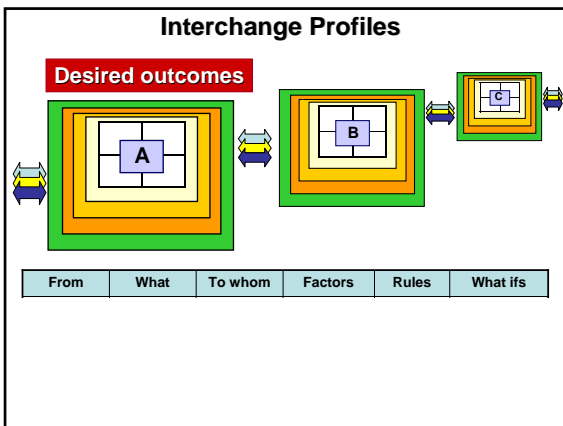 Interchange Profiles
Desired outcomes
A
B
C
From What To whom Factors Rules What ifs